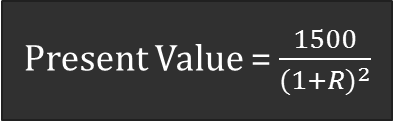 Present Value = 1500/(1+R)²